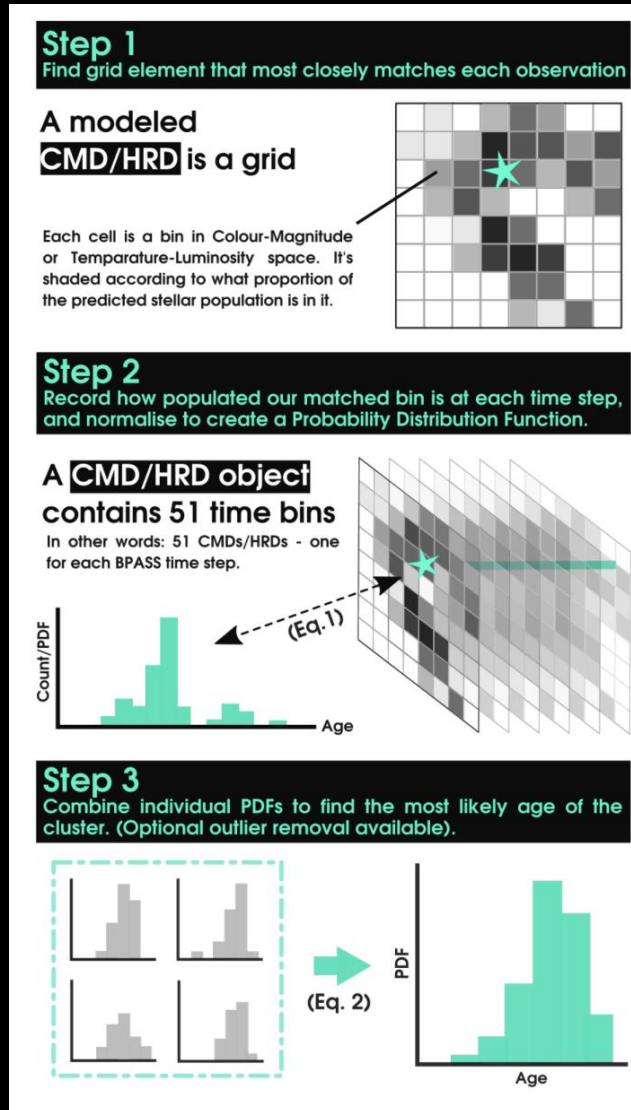 Step 1
Find grid element that most closely matches each observation
A modeled
CMD/HRD is a grid
Each cell is a bin in Colour-Magnitude
or Temparature-Luminosity space. It's
shaded according to what proportion of
the predicted stellar population is in it.
Step 2
Record how populated our matched bin is at each time step,
and normalise to create a Probability Distribution Function.
A CMD/HRD object
contains 51 time bins
In other words: 51 CMDs/HRDs - one
for each BPASS time step.
(Eq.1)
Count/PDF
Age
Step 3
Combine individual PDFs to find the most likely age of the
cluster. (Optional outlier removal available).
(Eq. 2)
PDF
Age